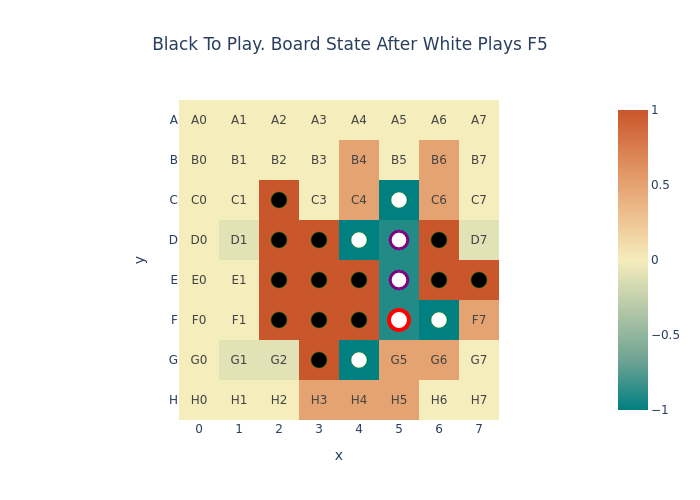 Black To Play. Board State After White Plays F5
A A0 A1 A2 A3 A4 A5 A6 A7
B B0 B1 B2 B3 B4 B5 B6 B7
C C0 C1 C3 C4 C6 C7
D D0 D1 D7
E E0 E1
F F0 F1 F7
G G0 G1 G2 G5 G6 G7
H H0 H1 H2 H3 H4 H5 H6 H7
0 1 2 3 4 5 6 7
x
y
1
0.5
0
−0.5
−1